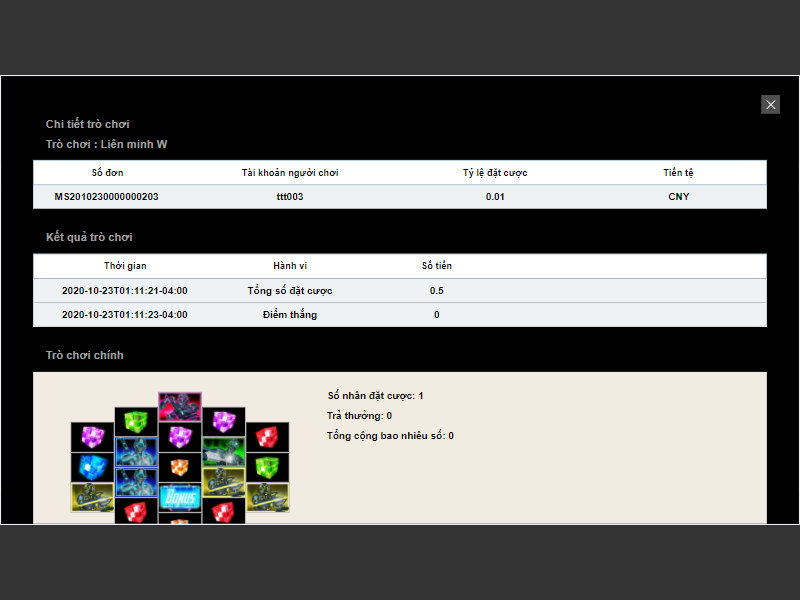 Chi tiết trò chơi
Trò chơi : Liên minh W
Số đơn Tài khoản người chơi Tỷ lệ đặt cược Tiền tệ
MS2010230000000203 ttt003 0.01 CNY
Kết quả trò chơi
Thời gian Hành vi Số tiền
2020-10-23T01:11:21-04:00 Tổng số đặt cược 0.5
2020-10-23T01:11:23-04:00 Điểm thắng 0
Trò chơi chính
Số nhân đặt cược: 1
Trả thưởng: 0
Tổng cộng bao nhiêu số: 0
BONUS